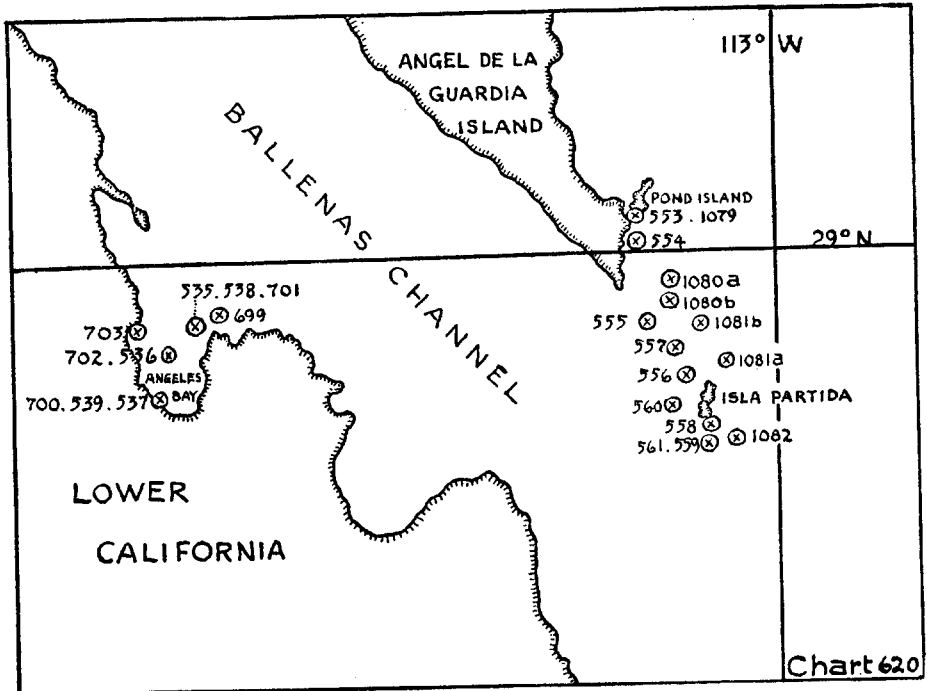 113° W
ANGEL DE LA
GUARDIA
ISLAND
BALLENAS CHANNEL
POND ISLAND
553.1079
554
29° N
1080a
1080b
535.538.701
699
555
1081b
703
702.536
557
1081a
556
ANGELES
BAY
700.539.537
ISLA PARTIDA
560
558
561.559
1082
LOWER
CALIFORNIA
Chart 620